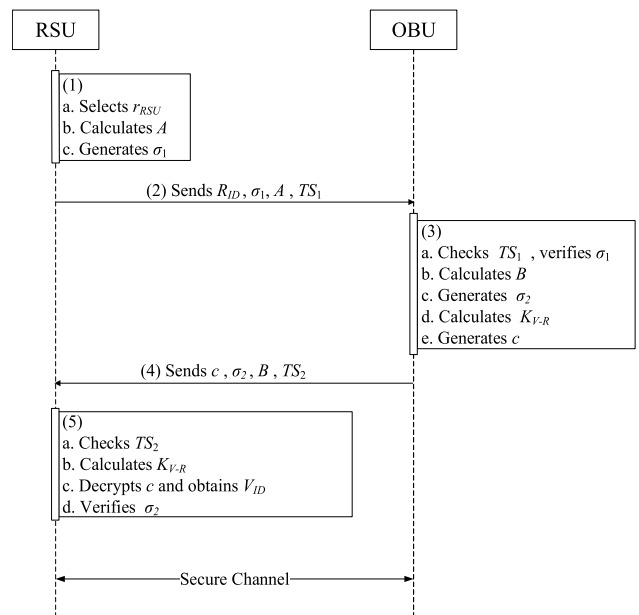 RSU
OBU
(1)
a. Selects r_RSU
b. Calculates A
c. Generates σ₁
(2) Sends R_ID , σ₁, A , TS₁
(3)
a. Checks TS₁ , verifies σ₁
b. Calculates B
c. Generates σ₂
d. Calculates K_V-R
e. Generates c
(4) Sends c , σ₂, B , TS₂
(5)
a. Checks TS₂
b. Calculates K_V-R
c. Decrypts c and obtains V_ID
d. Verifies σ₂
Secure Channel